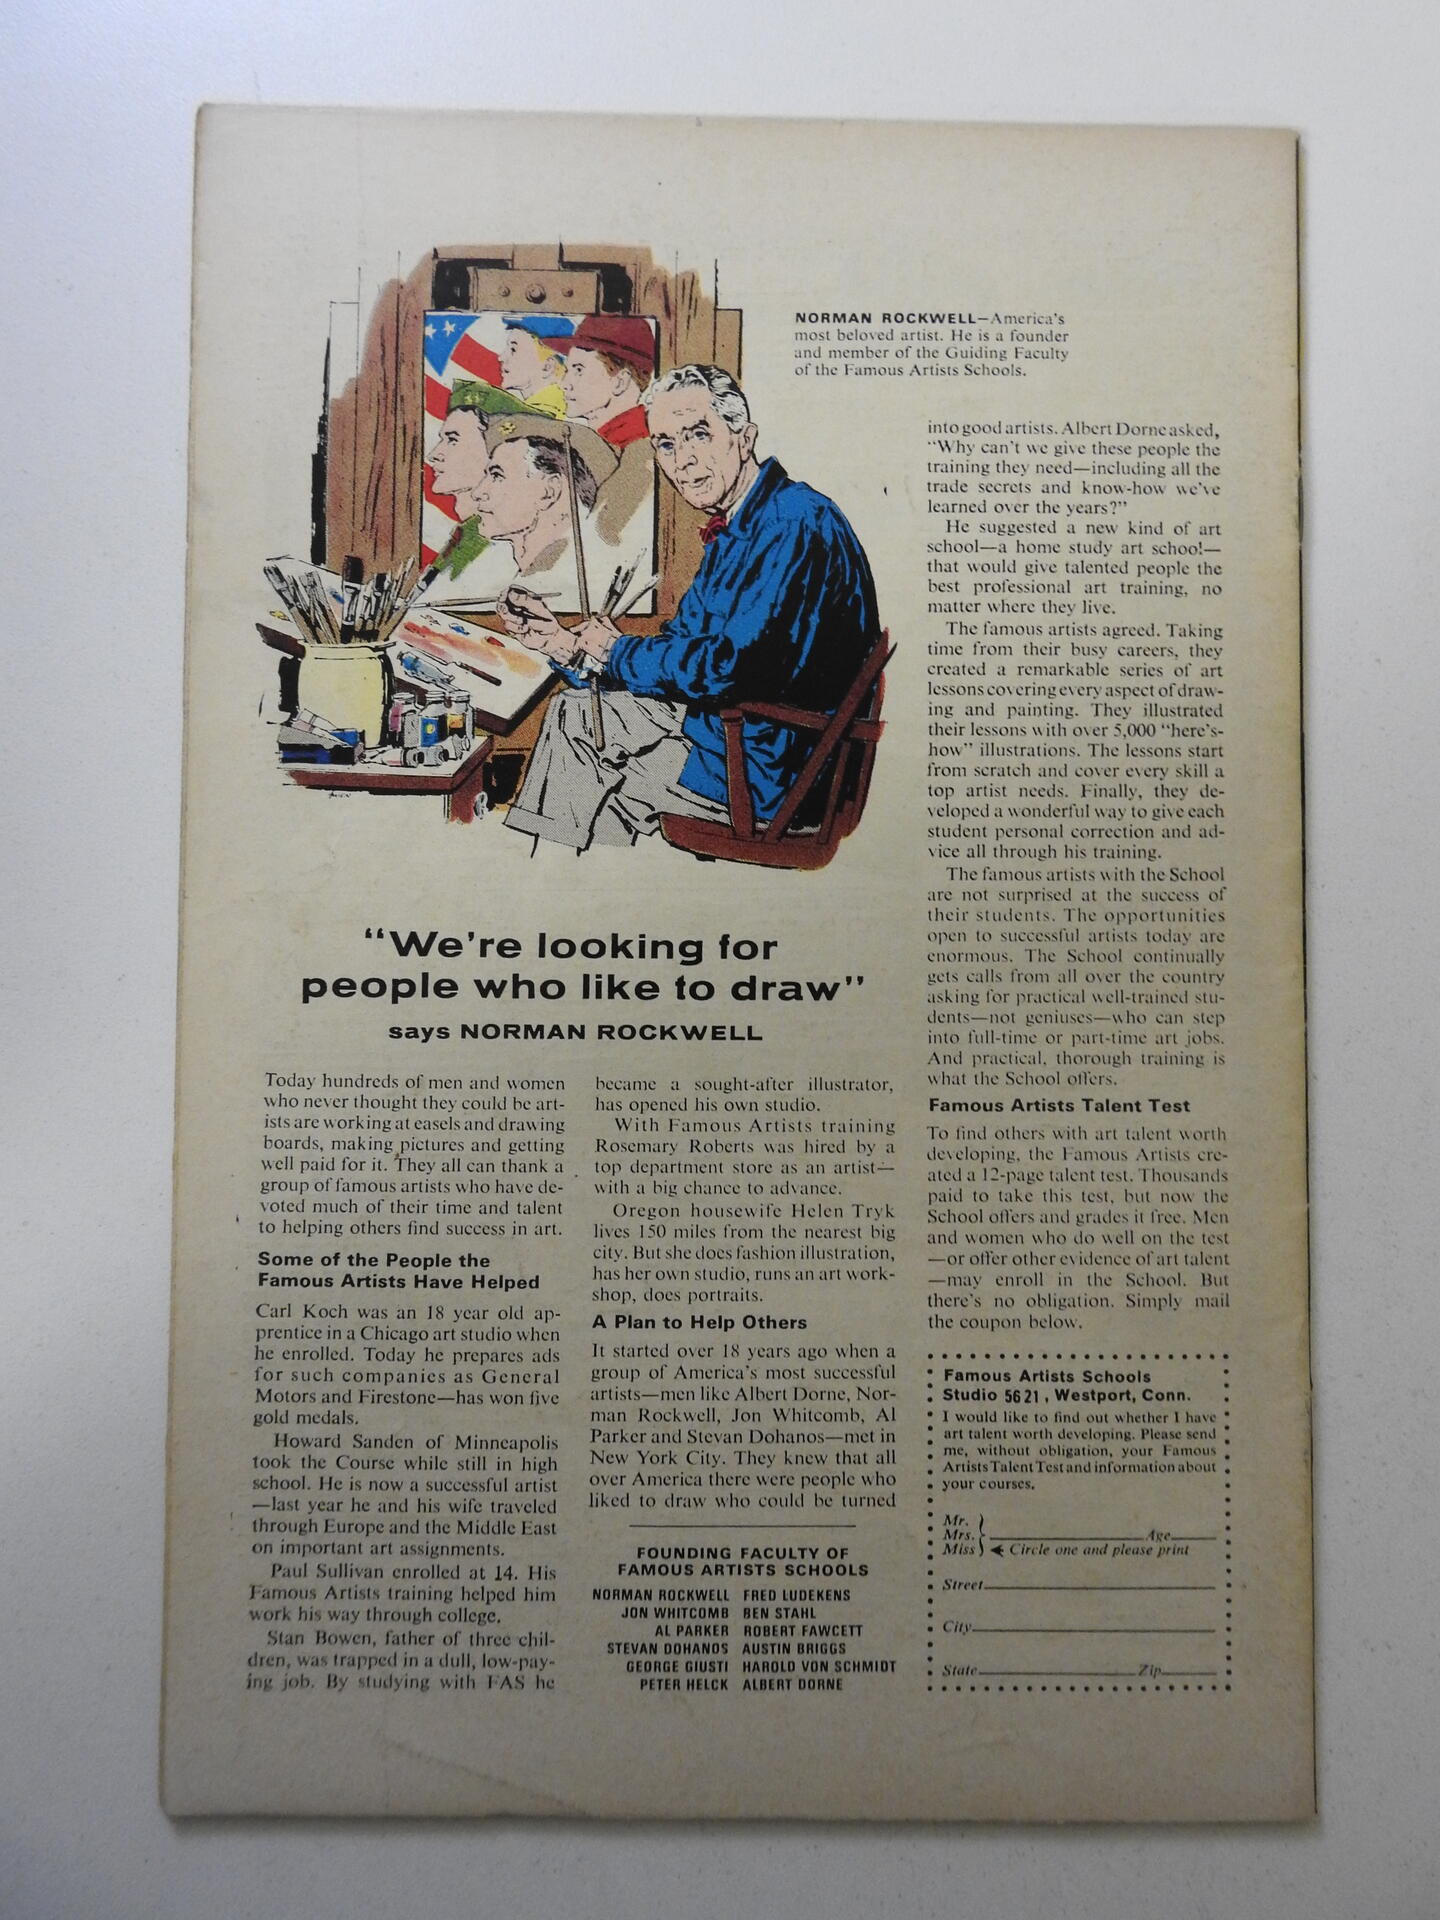 NORMAN ROCKWELL—America's
most beloved artist. He is a founder
and member of the Guiding Faculty
of the Famous Artists Schools.
"We're looking for
people who like to draw"
says NORMAN ROCKWELL
Today hundreds of men and women
who never thought they could be art-
ists are working at easels and drawing
boards, making pictures and getting
well paid for it. They all can thank a
group of famous artists who have de-
voted much of their time and talent
to helping others find success in art.
Some of the People the
Famous Artists Have Helped
Carl Koch was an 18 year old ap-
prentice in a Chicago art studio when
he enrolled. Today he prepares ads
for such companies as General
Motors and Firestone—has won five
gold medals.
Howard Sanden of Minneapolis
took the Course while still in high
school. He is now a successful artist
—last year he and his wife traveled
through Europe and the Middle East
on important art assignments.
Paul Sullivan enrolled at 14. His
Famous Artists training helped him
work his way through college.
Stan Bowen, father of three chil-
dren, was trapped in a dull, low-pay-
ing job. By studying with FAS he
became a sought-after illustrator,
has opened his own studio.
With Famous Artists training
Rosemary Roberts was hired by a
top department store as an artist—
with a big chance to advance.
Oregon housewife Helen Tryk
lives 150 miles from the nearest big
city. But she does fashion illustration,
has her own studio, runs an art work-
shop, does portraits.
A Plan to Help Others
It started over 18 years ago when a
group of America's most successful
artists—men like Albert Dorne, Nor-
man Rockwell, Jon Whitcomb, Al
Parker and Stevan Dohanos—met in
New York City. They knew that all
over America there were people who
liked to draw who could be turned
FOUNDING FACULTY OF
FAMOUS ARTISTS SCHOOLS
NORMAN ROCKWELL FRED LUDEKENS
JON WHITCOMB BEN STAHL
AL PARKER ROBERT FAWCETT
STEVAN DOHANOS AUSTIN BRIGGS
GEORGE GIUSTI HAROLD VON SCHMIDT
PETER HELCK ALBERT DORNE
into good artists. Albert Dorne asked,
"Why can't we give these people the
training they need—including all the
trade secrets and know-how we've
learned over the years?"
He suggested a new kind of art
school—a home study art school—
that would give talented people the
best professional art training, no
matter where they live.
The famous artists agreed. Taking
time from their busy careers, they
created a remarkable series of art
lessons covering every aspect of draw-
ing and painting. They illustrated
their lessons with over 5,000 "here's-
how" illustrations. The lessons start
from scratch and cover every skill a
top artist needs. Finally, they de-
veloped a wonderful way to give each
student personal correction and ad-
vice all through his training.
The famous artists with the School
are not surprised at the success of
their students. The opportunities
open to successful artists today are
enormous. The School continually
gets calls from all over the country
asking for practical well-trained stu-
dents—not geniuses—who can step
into full-time or part-time art jobs.
And practical, thorough training is
what the School offers.
Famous Artists Talent Test
To find others with art talent worth
developing, the Famous Artists cre-
ated a 12-page talent test. Thousands
paid to take this test, but now the
School offers and grades it free. Men
and women who do well on the test
—or offer other evidence of art talent
—may enroll in the School. But
there's no obligation. Simply mail
the coupon below.
Famous Artists Schools
Studio 5621, Westport, Conn.
I would like to find out whether I have
art talent worth developing. Please send
me, without obligation, your Famous
Artists Talent Test and information about
your courses.
Mr.
Mrs. Age
Miss Circle one and please print
Street
City
State Zip